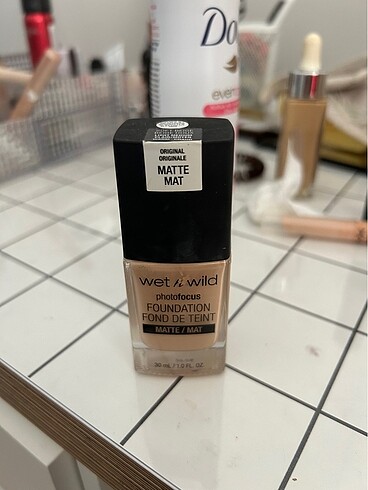 Do
even
ORIGINAL
ORIGINALE
MATTE
MAT
wet n wild
photofocus
FOUNDATION
FOND DE TEINT
MATTE / MAT
30 mL / 1.0 FL. OZ